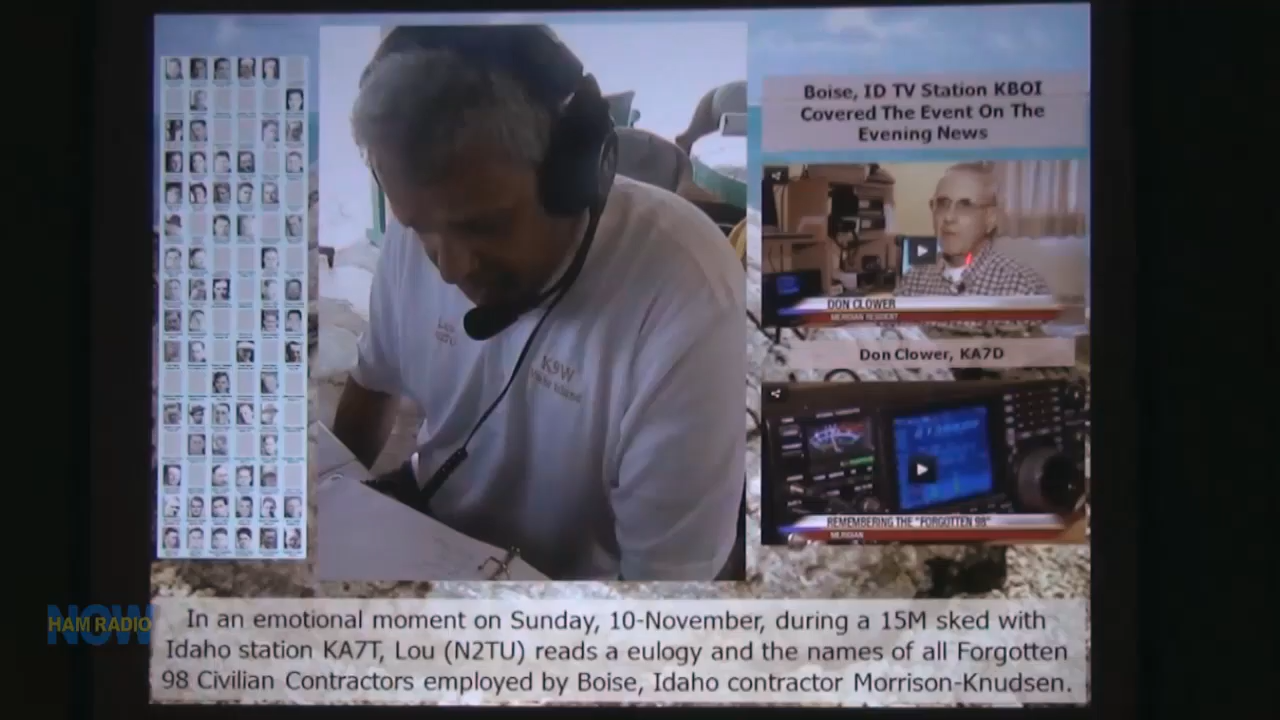 Boise, ID TV Station KBOI
Covered The Event On The
Evening News
DON CLOWER
MERIDIAN RESIDENT
Don Clower, KA7D
K9W
REMEMBERING THE "FORGOTTEN 98"
MERIDIAN
NOW
HAM RADIO
In an emotional moment on Sunday, 10-November, during a 15M sked with
Idaho station KA7T, Lou (N2TU) reads a eulogy and the names of all Forgotten
98 Civilian Contractors employed by Boise, Idaho contractor Morrison-Knudsen.